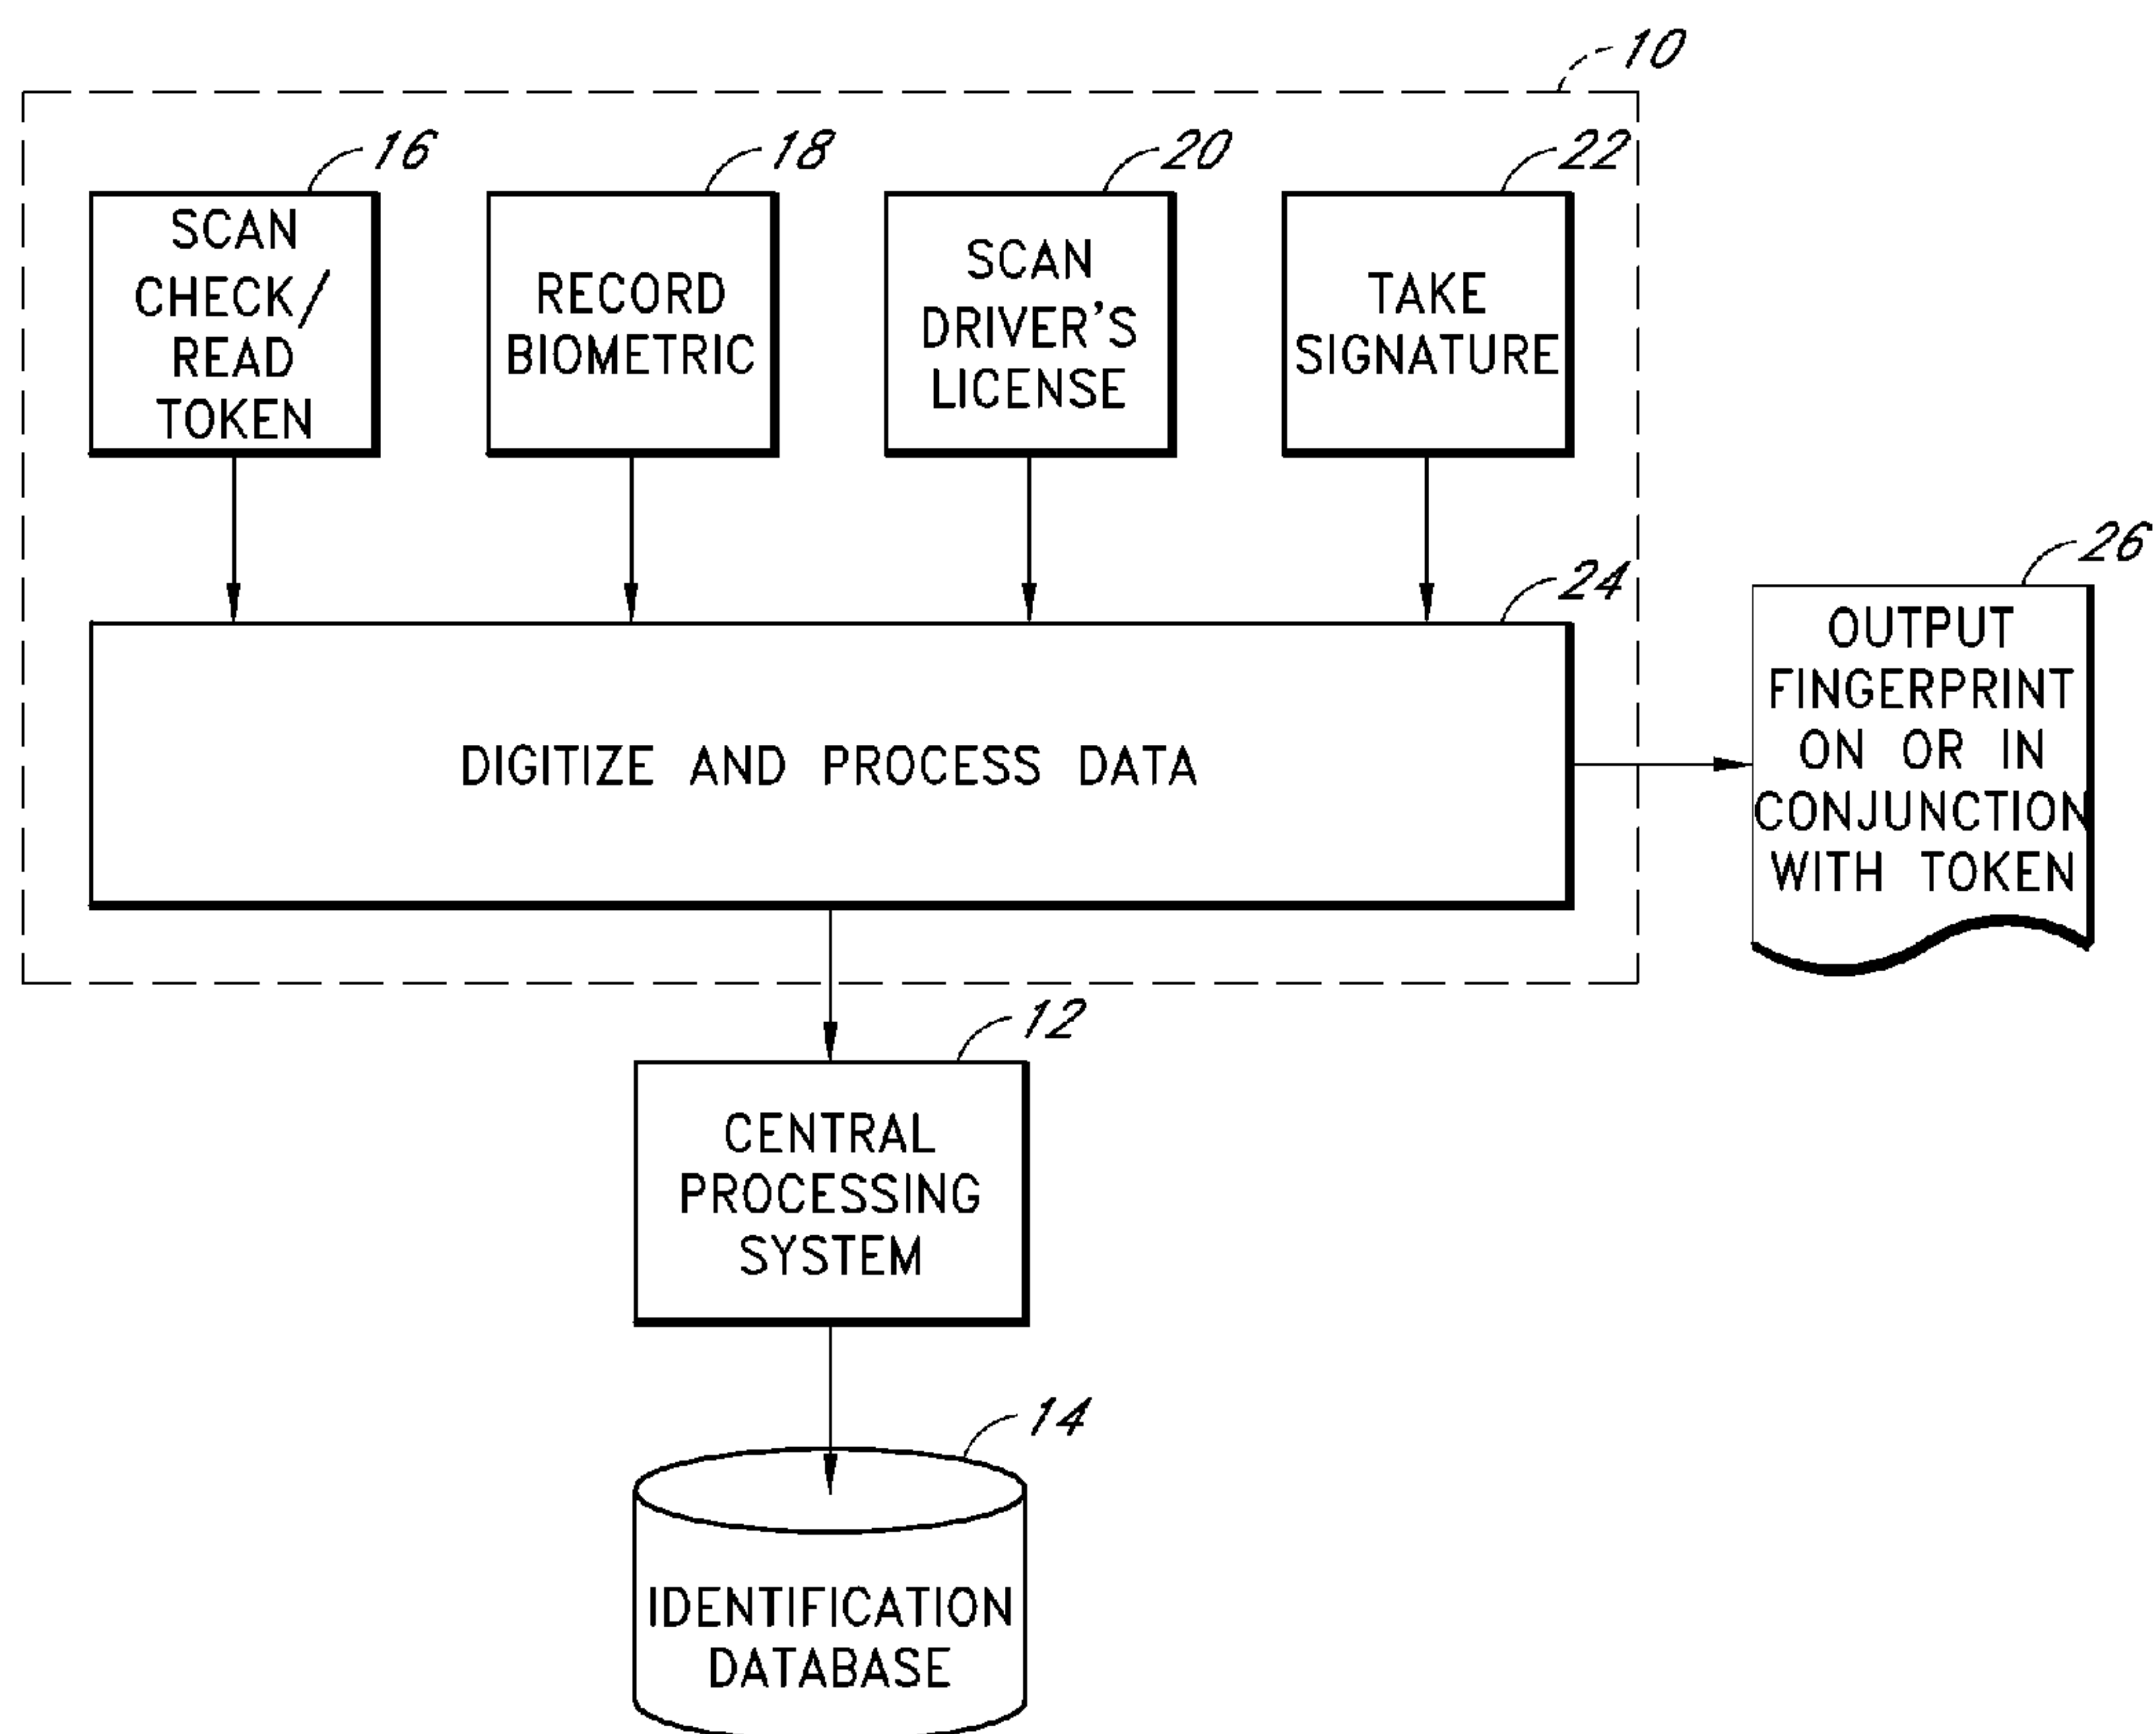 10
16
18
20
22
SCAN
CHECK/
READ
TOKEN
RECORD
BIOMETRIC
SCAN
DRIVER'S
LICENSE
TAKE
SIGNATURE
24
26
DIGITIZE AND PROCESS DATA
OUTPUT
FINGERPRINT
ON OR IN
CONJUNCTION
WITH TOKEN
12
CENTRAL
PROCESSING
SYSTEM
14
IDENTIFICATION
DATABASE